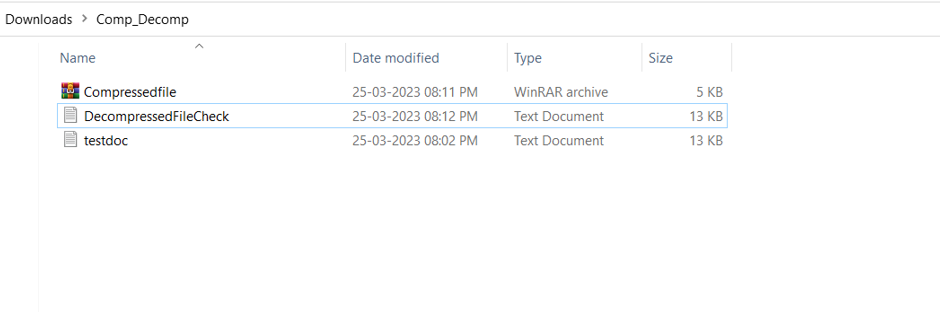 Downloads > Comp_Decomp
Name Date modified Type Size
Compressedfile 25-03-2023 08:11 PM WinRAR archive 5 KB
DecompressedFileCheck 25-03-2023 08:12 PM Text Document 13 KB
testdoc 25-03-2023 08:02 PM Text Document 13 KB